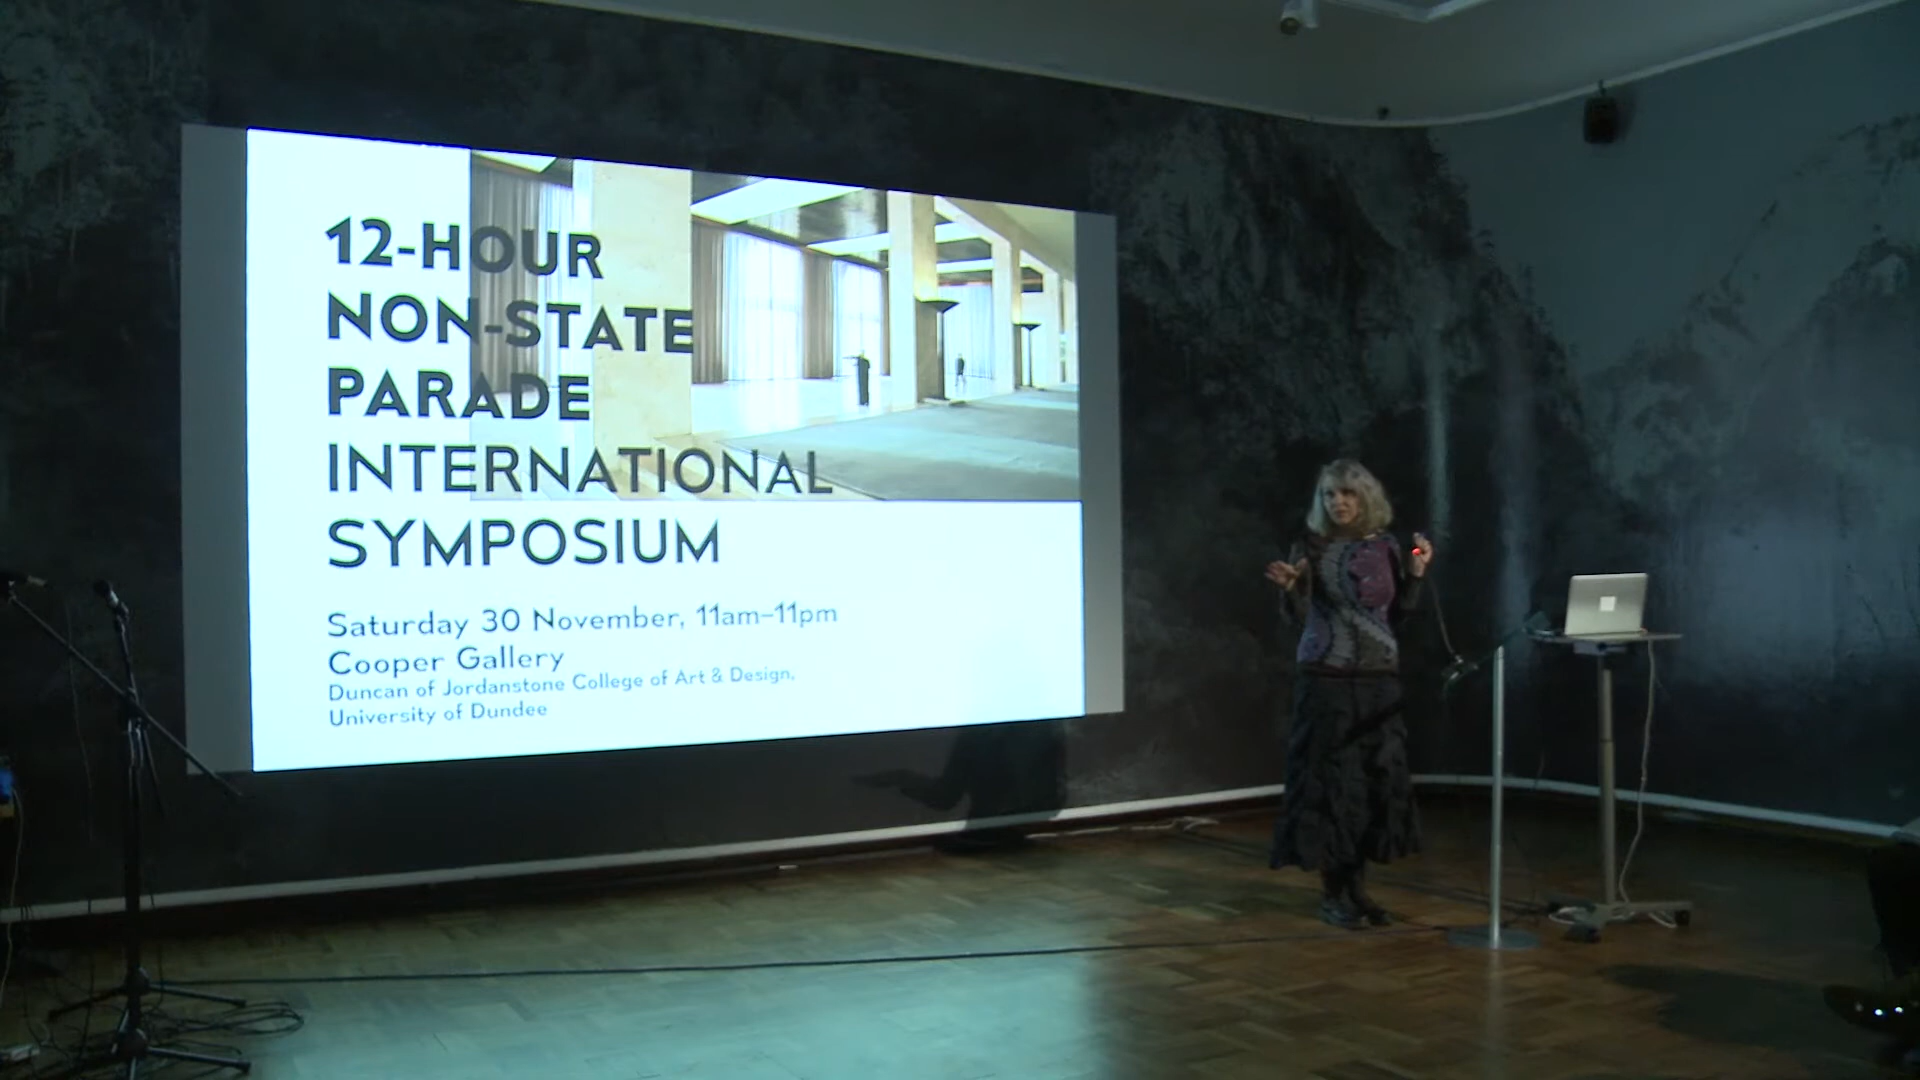 12-HOUR
NON-STATE
PARADE
INTERNATIONAL
SYMPOSIUM
Saturday 30 November, 11am–11pm
Cooper Gallery
Duncan of Jordanstone College of Art & Design,
University of Dundee